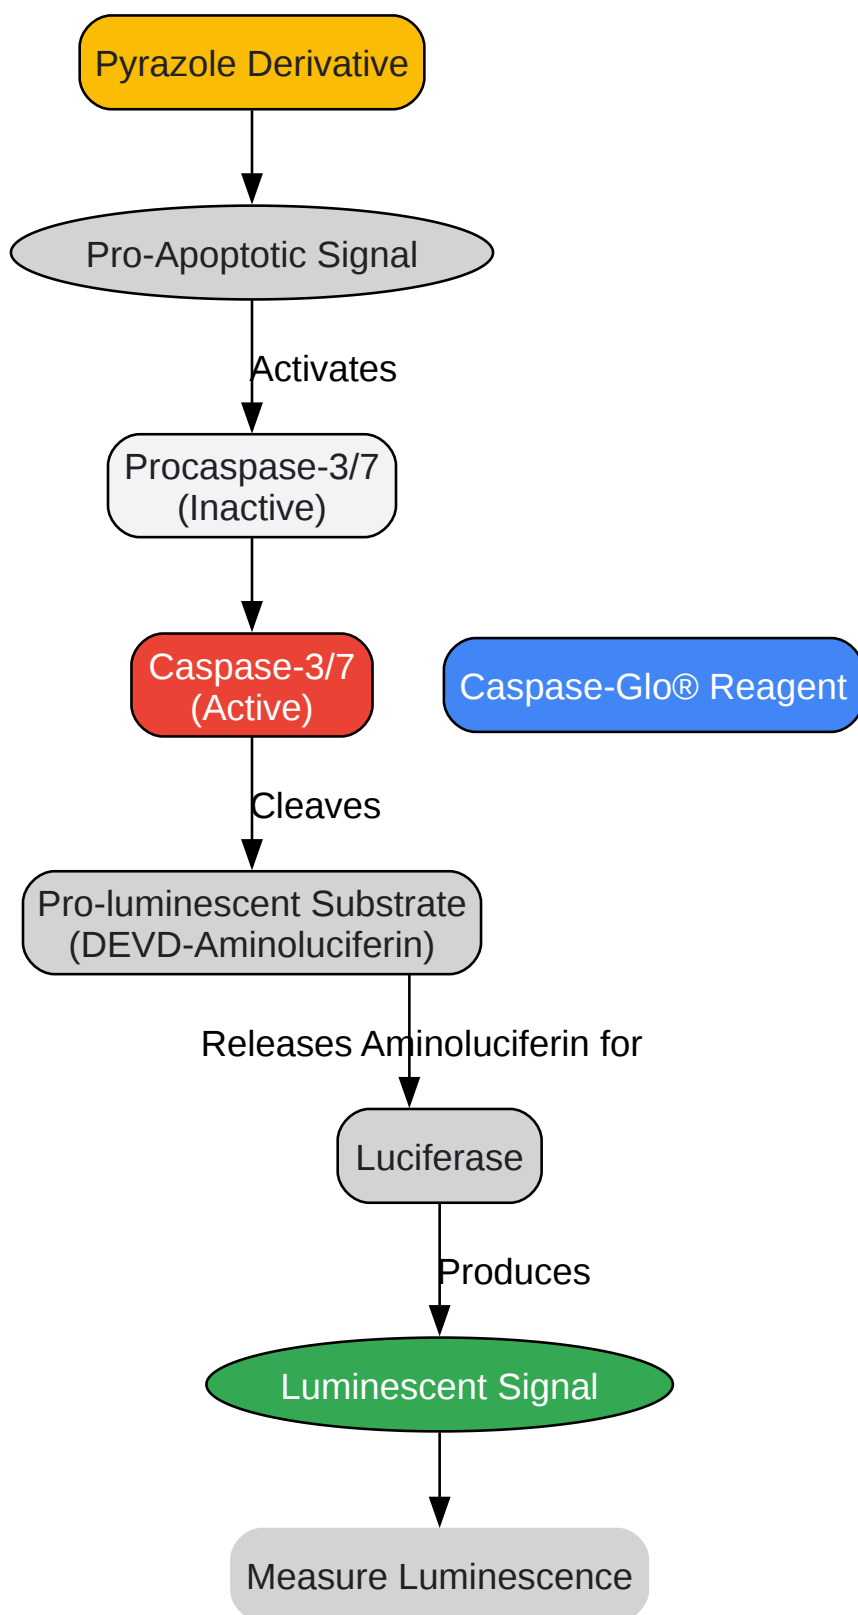 Pyrazole Derivative
Pro-Apoptotic Signal
Activates
Procaspase-3/7
(Inactive)
Caspase-3/7
(Active)
Caspase-Glo® Reagent
Cleaves
Pro-luminescent Substrate
(DEVD-Aminoluciferin)
Releases Aminoluciferin for
Luciferase
Produces
Luminescent Signal
Measure Luminescence